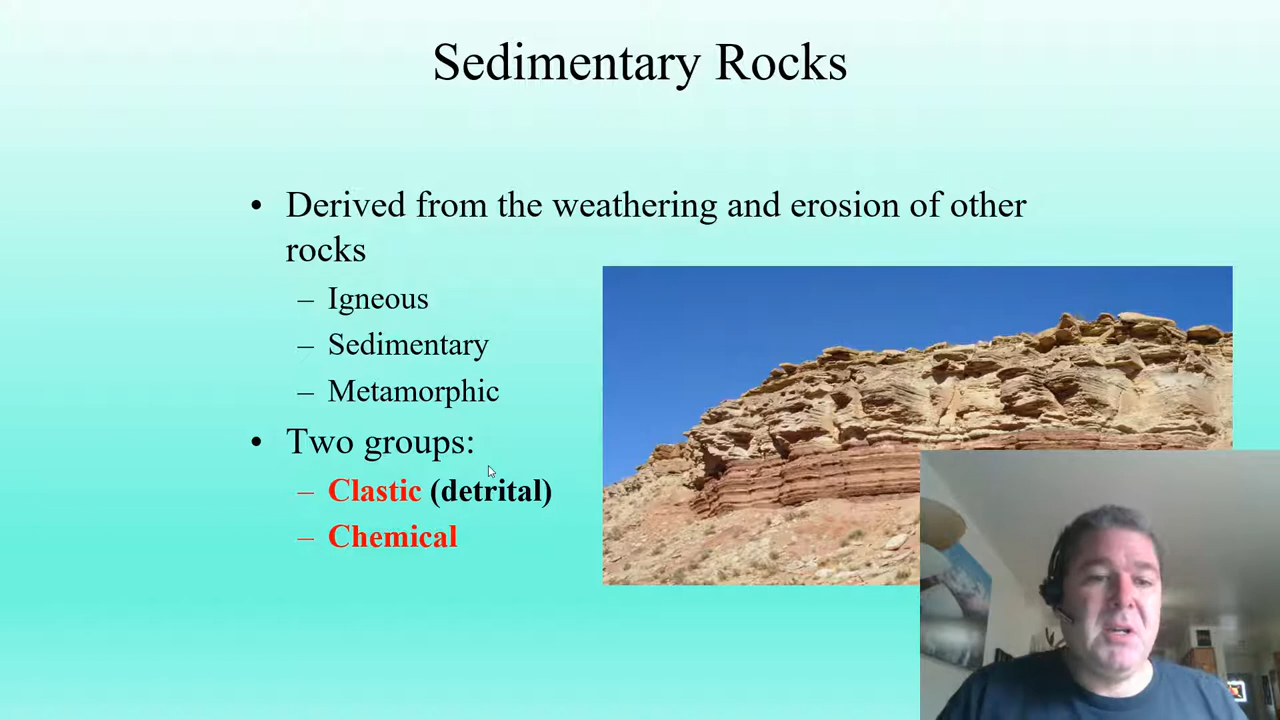 Sedimentary Rocks
• Derived from the weathering and erosion of other
rocks
– Igneous
– Sedimentary
– Metamorphic
• Two groups:
– Clastic (detrital)
– Chemical